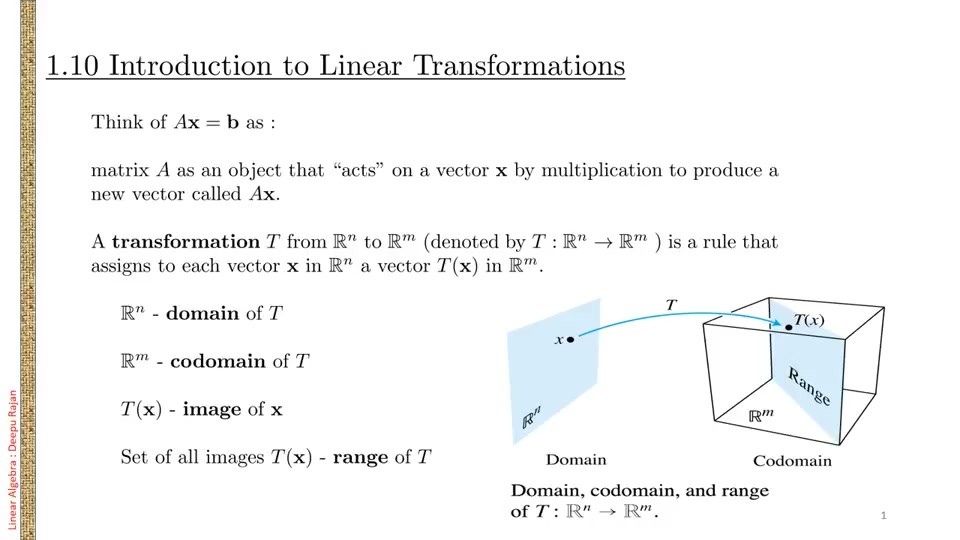 1.10 Introduction to Linear Transformations
Think of Ax = b as :
matrix A as an object that “acts” on a vector x by multiplication to produce a
new vector called Ax.
A transformation T from ℝⁿ to ℝᵐ (denoted by T : ℝⁿ → ℝᵐ ) is a rule that
assigns to each vector x in ℝⁿ a vector T(x) in ℝᵐ.
ℝⁿ - domain of T
ℝᵐ - codomain of T
T(x) - image of x
Set of all images T(x) - range of T
T
x
T(x)
Range
ℝⁿ
ℝᵐ
Domain
Codomain
Domain, codomain, and range
of T : ℝⁿ → ℝᵐ.
Linear Algebra : Deepu Rajan
1